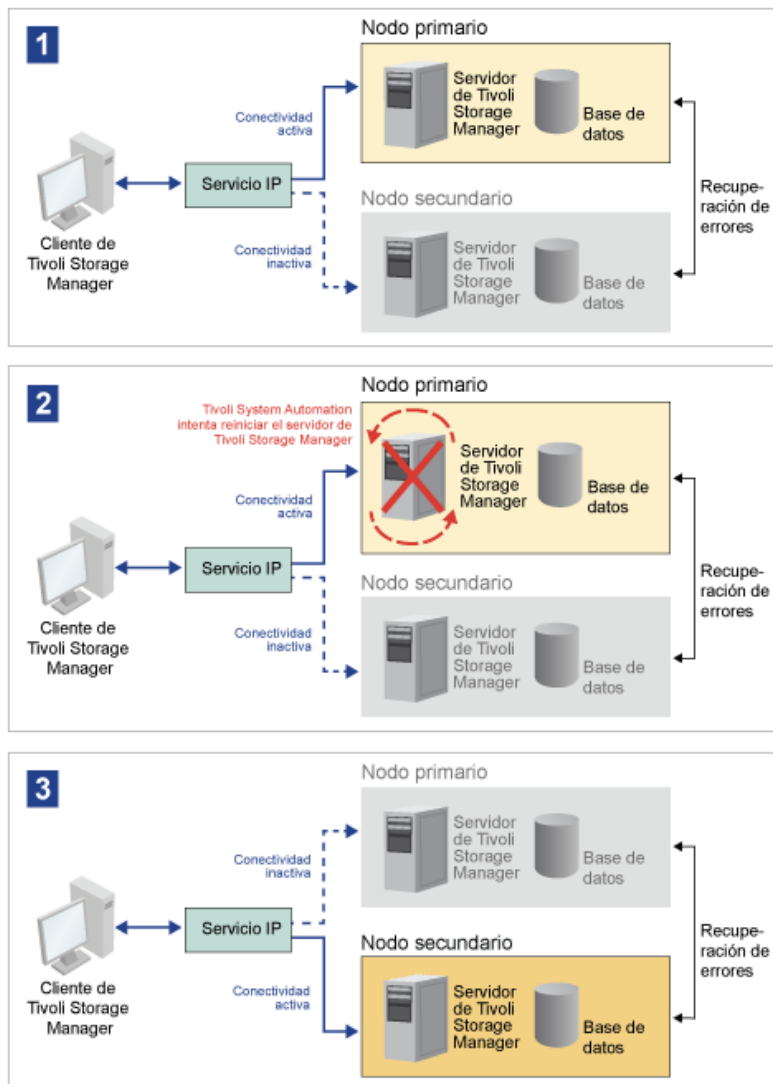 1
Nodo primario
Servidor
de Tivoli
Storage
Manager
Base de
datos
Conectividad
activa
Servicio IP
Cliente de
Tivoli Storage
Manager
Conectividad
inactiva
Nodo secundário
Servidor
de Tivoli
Storage
Manager
Base de
datos
Recupe-
ración de
errores
2
Nodo primario
Tivoli System Automation
intenta reiniciar el servidor de
Tivoli Storage Manager
Servidor
de Tivoli
Storage
Manager
Base de
datos
Conectividad
activa
Servicio IP
Cliente de
Tivoli Storage
Manager
Conectividad
inactiva
Nodo secundário
Servidor
de Tivoli
Storage
Manager
Base de
datos
Recupe-
ración de
errores
3
Nodo primario
Servidor
de Tivoli
Storage
Manager
Base de
datos
Conectividad
inactiva
Servicio IP
Cliente de
Tivoli Storage
Manager
Conectividad
activa
Nodo secundário
Servidor
de Tivoli
Storage
Manager
Base de
datos
Recupe-
ración de
errores